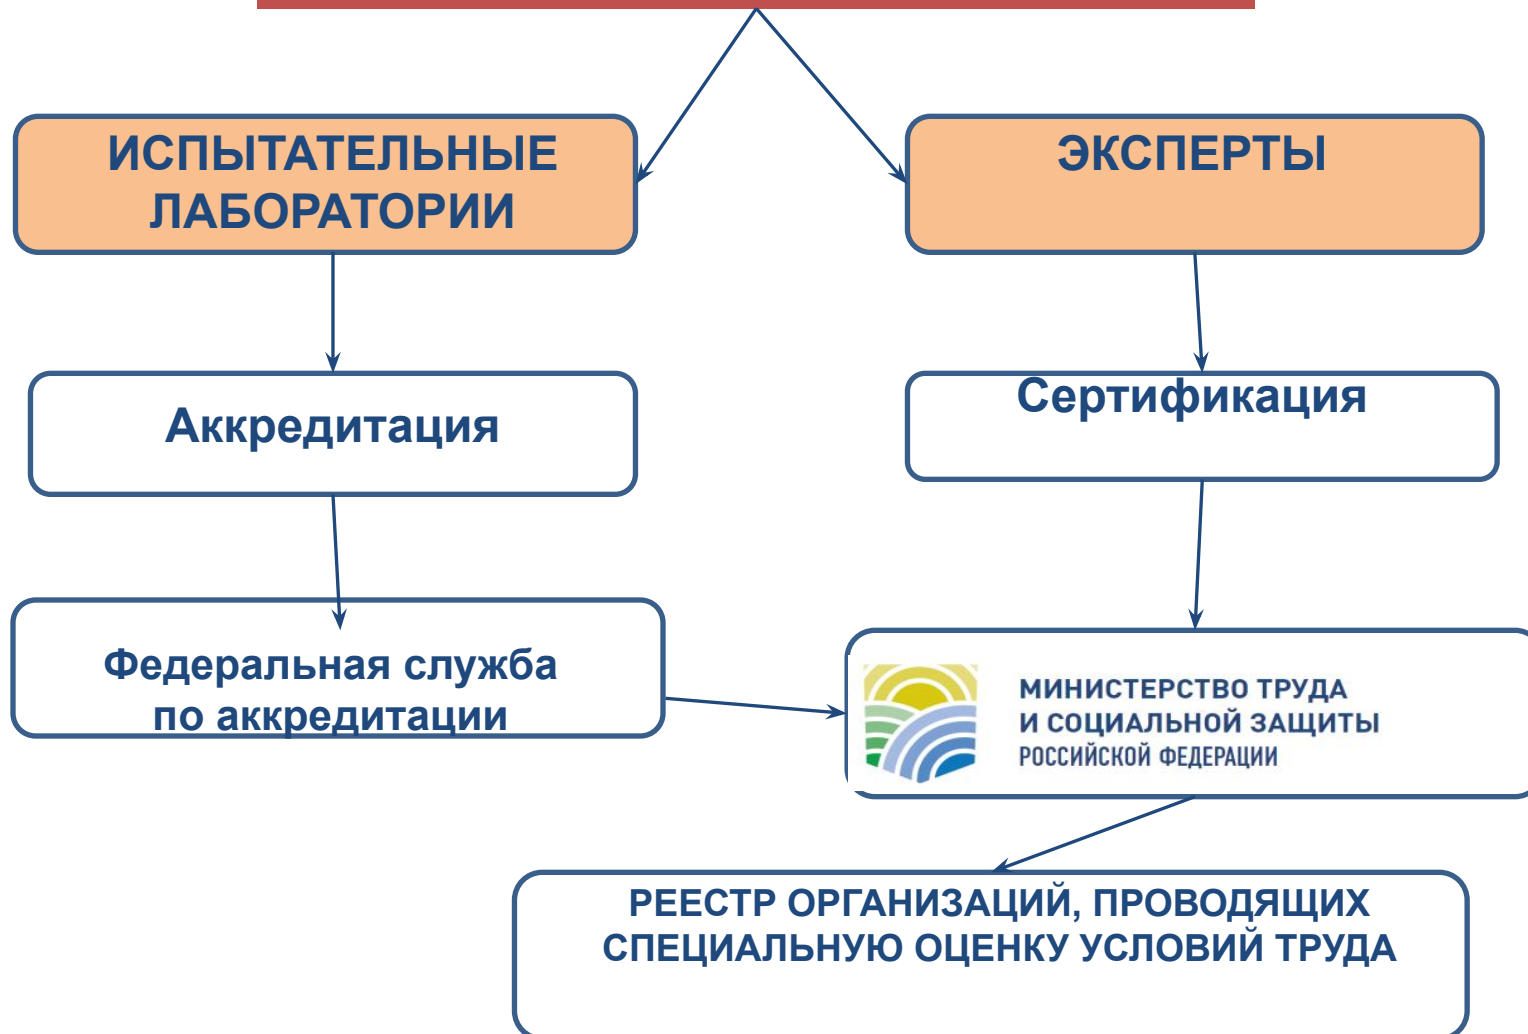 ИСПЫТАТЕЛЬНЫЕ
ЛАБОРАТОРИИ
ЭКСПЕРТЫ
Аккредитация
Сертификация
Федеральная служба
по аккредитации
МИНИСТЕРСТВО ТРУДА
И СОЦИАЛЬНОЙ ЗАЩИТЫ
РОССИЙСКОЙ ФЕДЕРАЦИИ
РЕЕСТР ОРГАНИЗАЦИЙ, ПРОВОДЯЩИХ
СПЕЦИАЛЬНУЮ ОЦЕНКУ УСЛОВИЙ ТРУДА